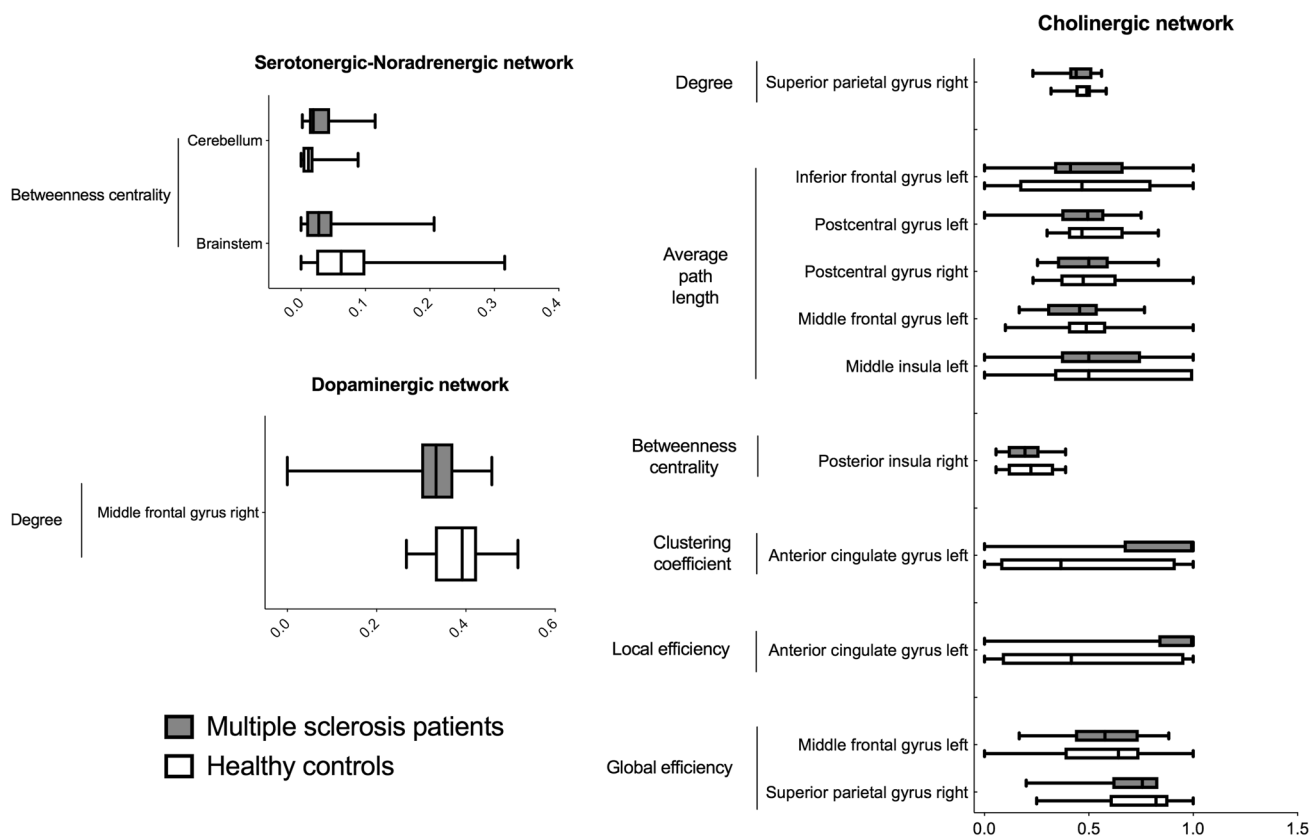 Serotonergic-Noradrenergic network
Betweenness centrality
Cerebellum
Brainstem
0.0 0.1 0.2 0.3 0.4
Dopaminergic network
Degree
Middle frontal gyrus right
0.0 0.2 0.4 0.6
Multiple sclerosis patients
Healthy controls
Cholinergic network
Degree
Superior parietal gyrus right
Average
path
length
Inferior frontal gyrus left
Postcentral gyrus left
Postcentral gyrus right
Middle frontal gyrus left
Middle insula left
Betweenness
centrality
Posterior insula right
Clustering
coefficient
Anterior cingulate gyrus left
Local efficiency
Anterior cingulate gyrus left
Global efficiency
Middle frontal gyrus left
Superior parietal gyrus right
0.0 0.5 1.0 1.5